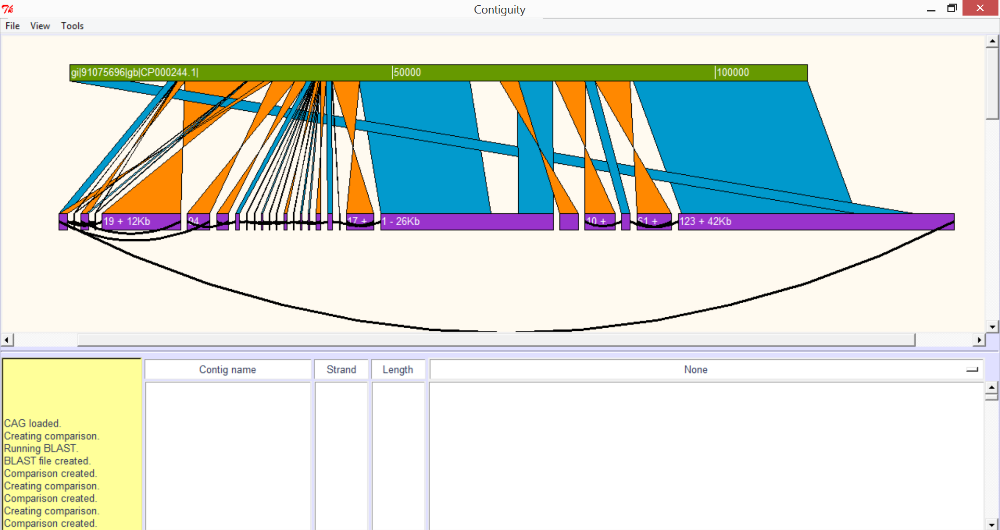 Contiguity
File View Tools
gi|91075696|gb|CP000244.1| |50000 |100000
19 + 12Kb 94 17 + 1 - 26Kb 10 + 61 + 123 + 42Kb
Contig name Strand Length None
CAG loaded.
Creating comparison.
Running BLAST.
BLAST file created.
Comparison created.
Creating comparison.
Comparison created.
Creating comparison.
Comparison created.